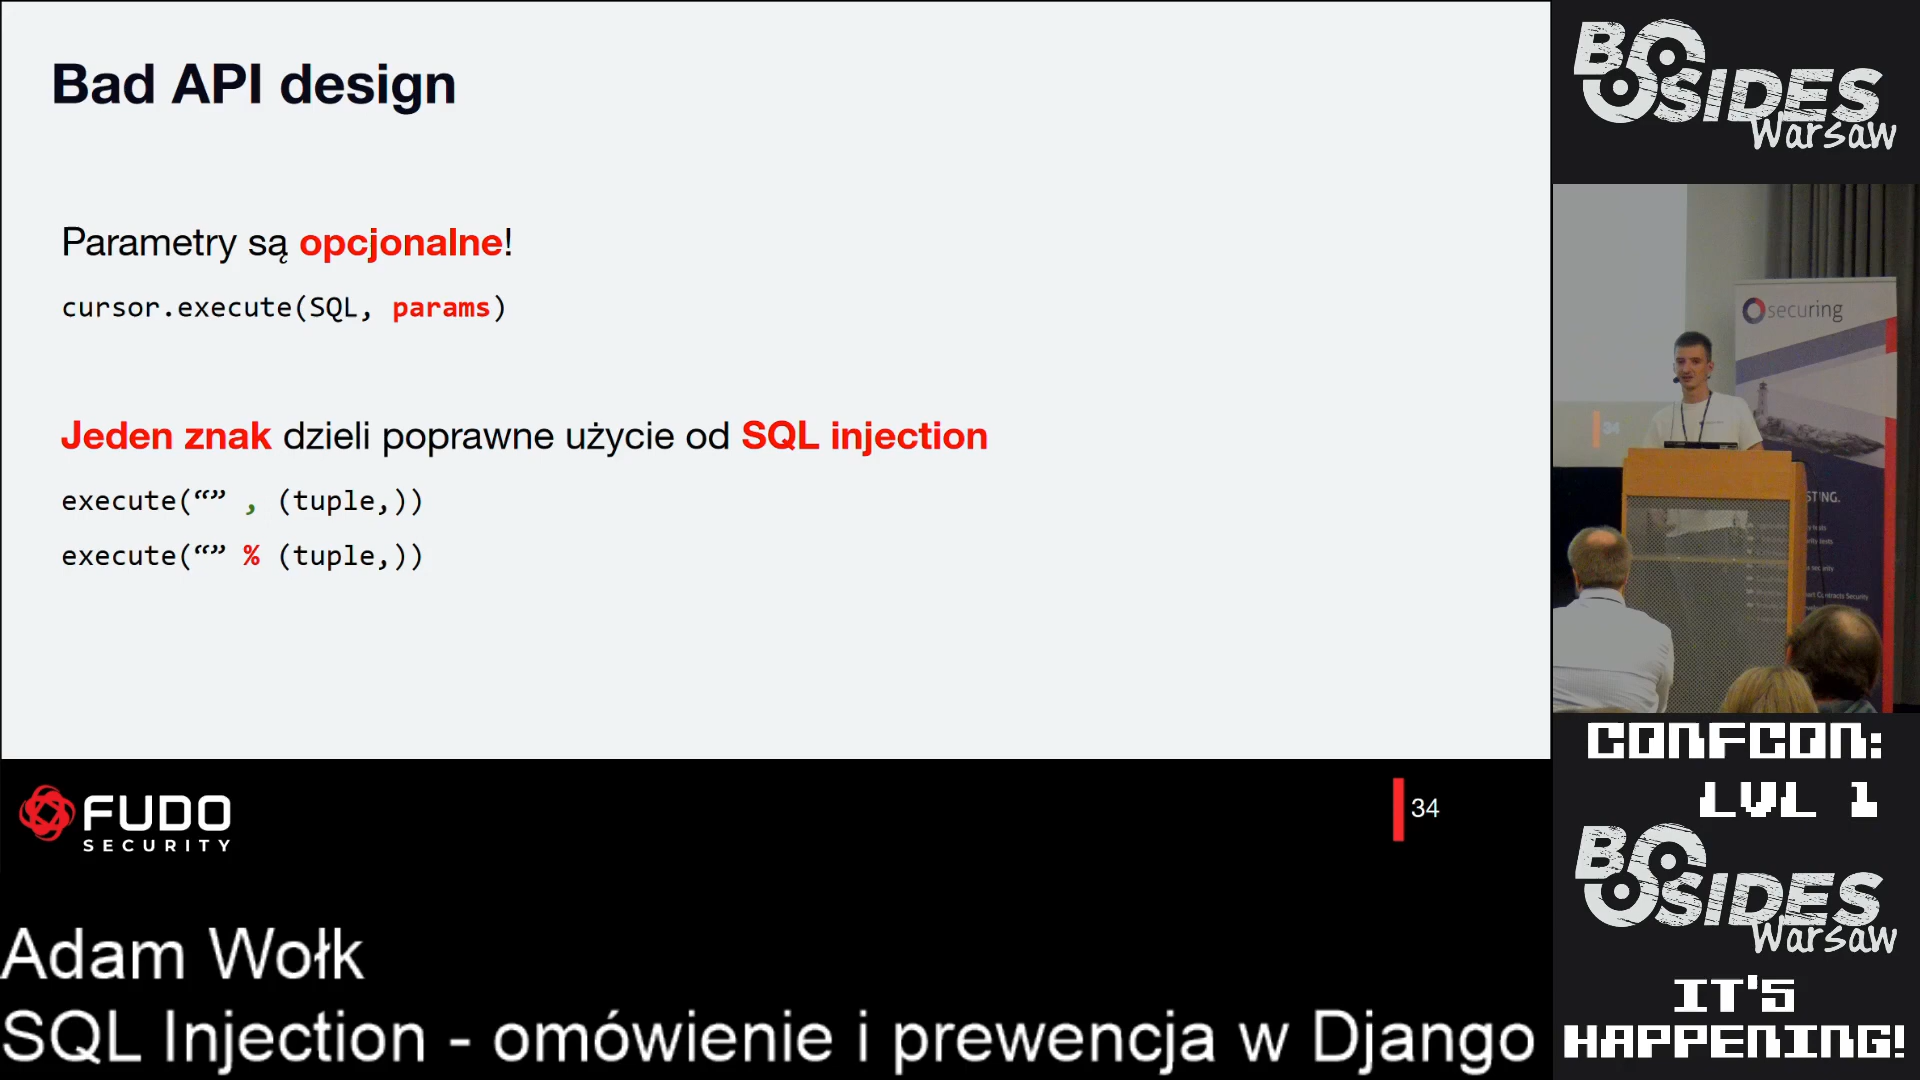 Bad API design
Parametry są opcjonalne!
cursor.execute(SQL, params)
Jeden znak dzieli poprawne użycie od SQL injection
execute(“” , (tuple,))
execute(“” % (tuple,))
FUDO
SECURITY
34
Adam Wołk
SQL Injection - omówienie i prewencja w Django
BSIDES
Warsaw
securing
34
CONFCON:
LVL 1
BSIDES
Warsaw
IT'S
HAPPENING!